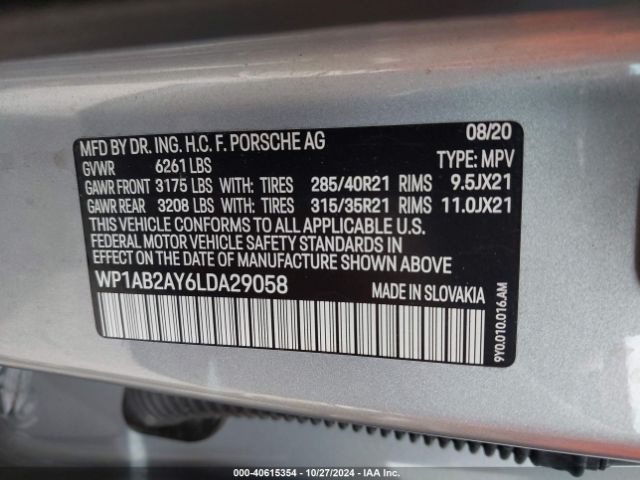 MFD BY DR. ING. H.C. F. PORSCHE AG 08/20
GVWR 6261 LBS TYPE: MPV
GAWR FRONT 3175 LBS WITH: TIRES 285/40R21 RIMS 9.5JX21
GAWR REAR 3208 LBS WITH: TIRES 315/35R21 RIMS 11.0JX21
THIS VEHICLE CONFORMS TO ALL APPLICABLE U.S.
FEDERAL MOTOR VEHICLE SAFETY STANDARDS IN
EFFECT ON THE DATE OF MANUFACTURE SHOWN ABOVE
WP1AB2AY6LDA29058 MADE IN SLOVAKIA
9Y0.010.016.AM
000-40615354 | 10/27/2024 | IAA Inc.